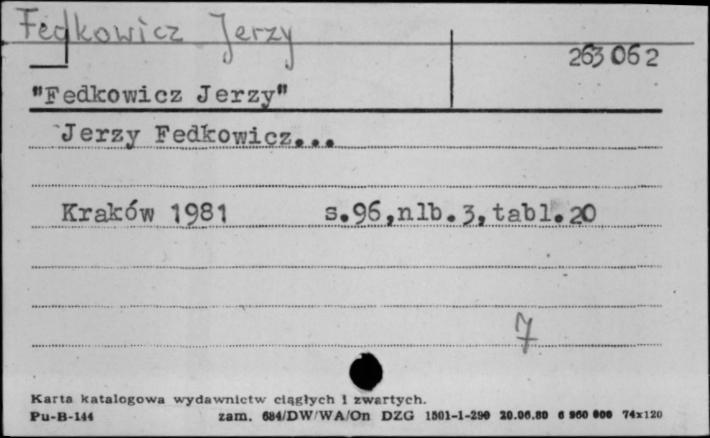 Fedkowicz Jerzy
263062
"Fedkowicz Jerzy"
Jerzy Fedkowicz...
Kraków 1981 s.96,nlb.3,tabl.20
7
Karta katalogowa wydawnictw ciągłych i zwartych.
Pu-B-144 zam. 684/DW/WA/On DZG 1501-1-290 20.06.80 6 960 000 74x120